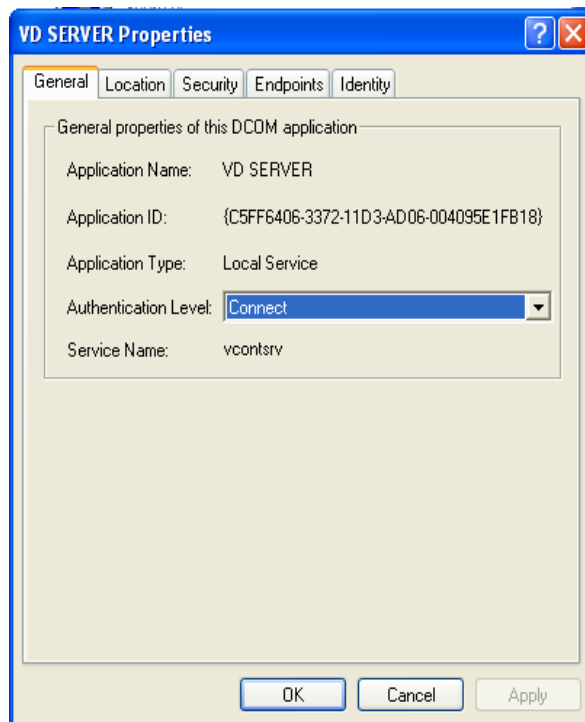 VD SERVER Properties
General Location Security Endpoints Identity
General properties of this DCOM application
Application Name: VD SERVER
Application ID: {C5FF6406-3372-11D3-AD06-004095E1FB18}
Application Type: Local Service
Authentication Level: Connect
Service Name: vcontsrv
OK Cancel Apply